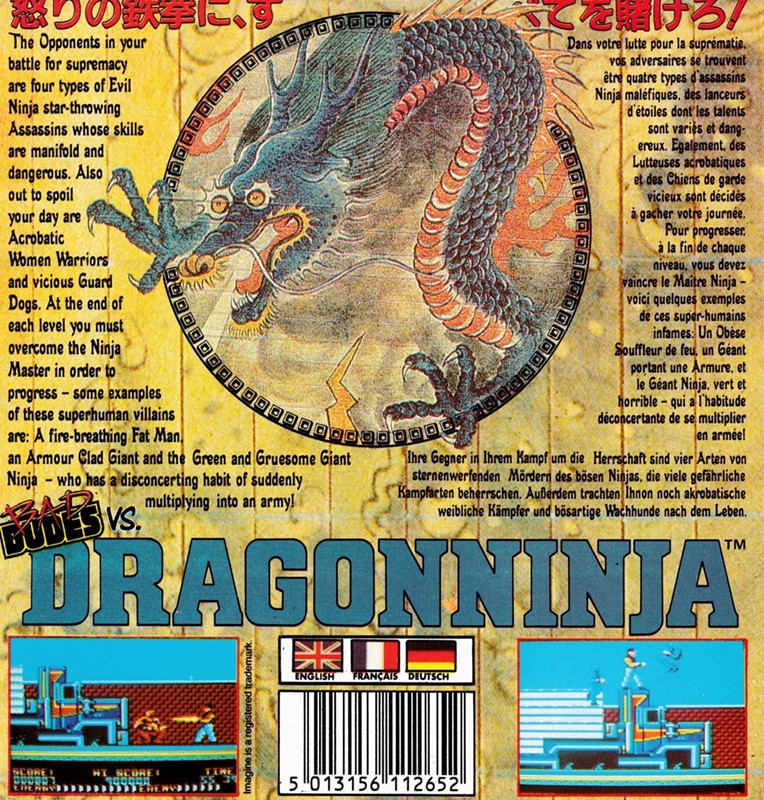 怒りの鉄拳に、す べてを賭けろ!
The Opponents in your
battle for supremacy
are four types of Evil
Ninja star-throwing
Assassins whose skills
are manifold and
dangerous. Also
out to spoil
your day are
Acrobatic
Women Warriors
and vicious Guard
Dogs. At the end of
each level you must
overcome the Ninja
Master in order to
progress – some examples
of these superhuman villains
are: A fire-breathing Fat Man,
an Armour Clad Giant and the Green and Gruesome Giant
Ninja – who has a disconcerting habit of suddenly
multiplying into an army!
Dans votre lutte pour la suprématie,
vos adversaires se trouvent
être quatre types d'assassins
Ninja maléfiques, des lanceurs
d'étoiles dont les talents
sont variés et dang-
ereux. Egalement, des
Lutteuses acrobatiques
et des Chiens de garde
vicieux sont décidés
à gacher votre journée.
Pour progresser,
à la fin de chaque
niveau, vous devez
vaincre le Maitre Ninja –
voici quelques exemples
de ces super-humains
infames: Un Obèse
Souffleur de feu, un Géant
portant une Armure, et
le Géant Ninja, vert et
horrible – qui a l'habitude
déconcertante de se multiplier
en armée!
Ihre Gegner in Ihrem Kampf um die Herrschaft sind vier Arten von
sternenwerfenden Mördern des bösen Ninjas, die viele gefährliche
Kampfarten beherrschen. Außerdem trachten Ihnon noch akrobatische
weibliche Kämpfer und bösartige Wachhunde nach dem Leben.
BAD
DUDES VS.
DRAGONNINJA™
SCORE: HI SCORE: TIME
ENERGY ENEMY
Imagine is a registered trademark.
ENGLISH FRANÇAIS DEUTSCH
5 013156 112652